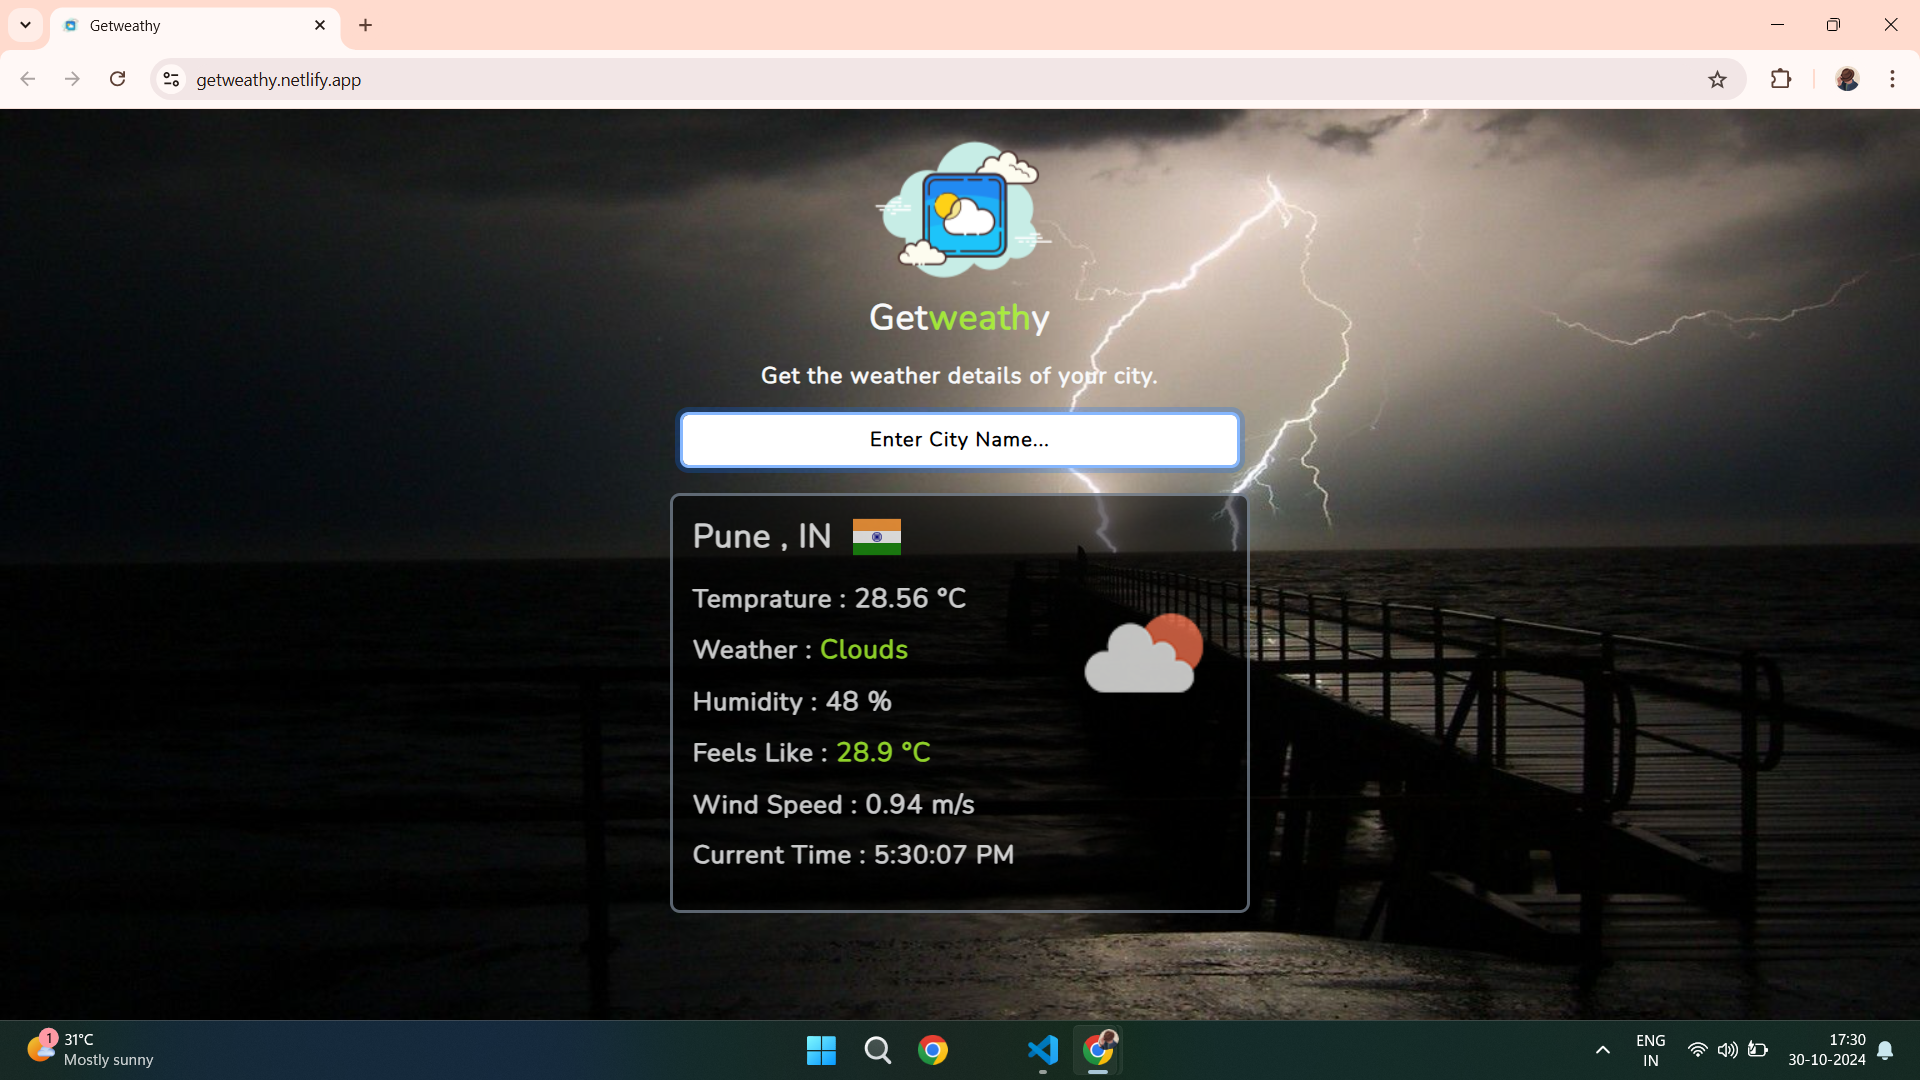 Getweathy
getweathy.netlify.app
Getweathy
Get the weather details of your city.
Enter City Name...
Pune , IN
Temprature : 28.56 °C
Weather : Clouds
Humidity : 48 %
Feels Like : 28.9 °C
Wind Speed : 0.94 m/s
Current Time : 5:30:07 PM
1
31°C
Mostly sunny
ENG
IN
17:30
30-10-2024